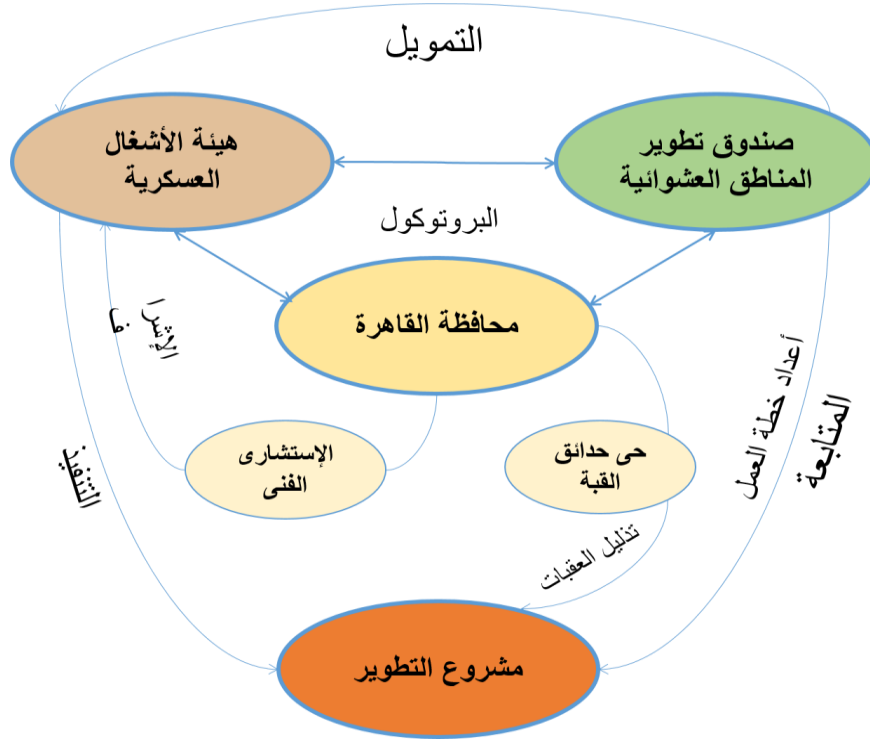 التمويل
صندوق تطوير
المناطق العشوائية
هيئة الأشغال
العسكرية
البروتوكول
محافظة القاهرة
الإشرا
ف
أعداد خطة العمل
المتابعة
حى حدائق
القبة
الإستشارى
الفنى
التنفيذ
تذليل العقبات
مشروع التطوير